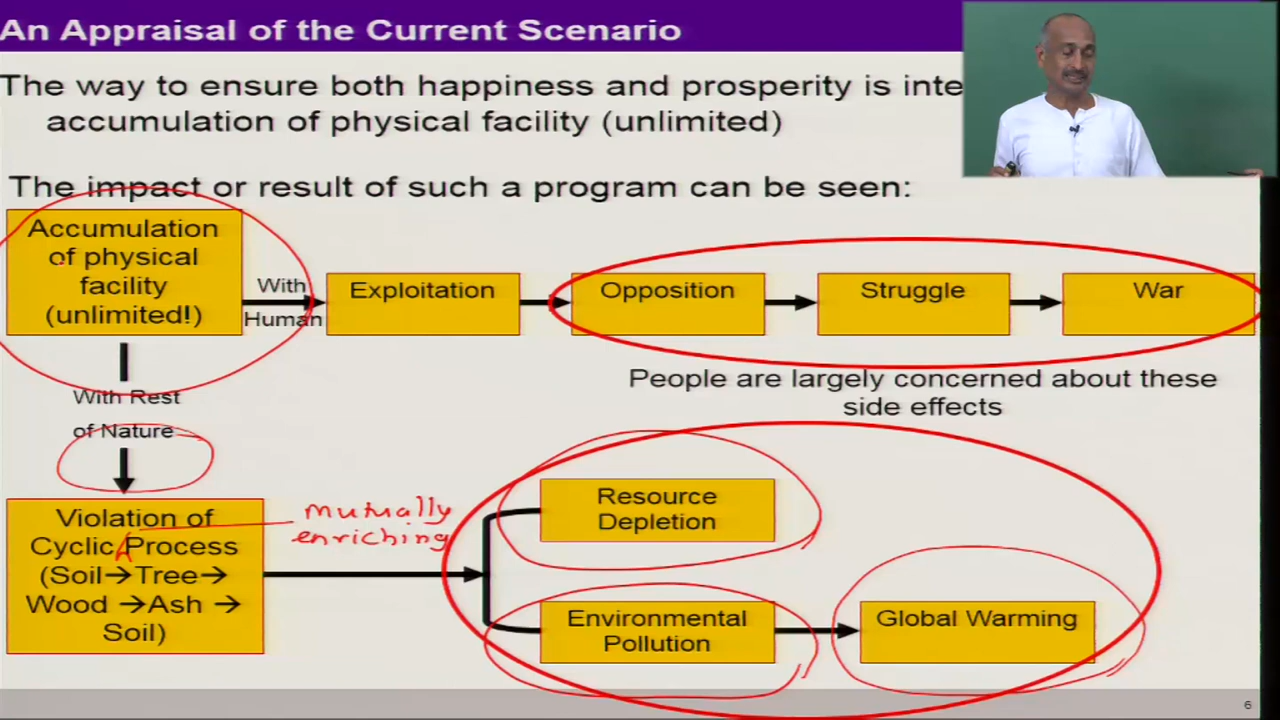 An Appraisal of the Current Scenario
The way to ensure both happiness and prosperity is inte
accumulation of physical facility (unlimited)
The impact or result of such a program can be seen:
Accumulation
of physical
facility
(unlimited!)
With
Human
Exploitation
Opposition
Struggle
War
People are largely concerned about these
side effects
With Rest
of Nature
Violation of
Cyclic Process
(Soil→Tree→
Wood →Ash →
Soil)
mutually
enriching
Resource
Depletion
Environmental
Pollution
Global Warming
6